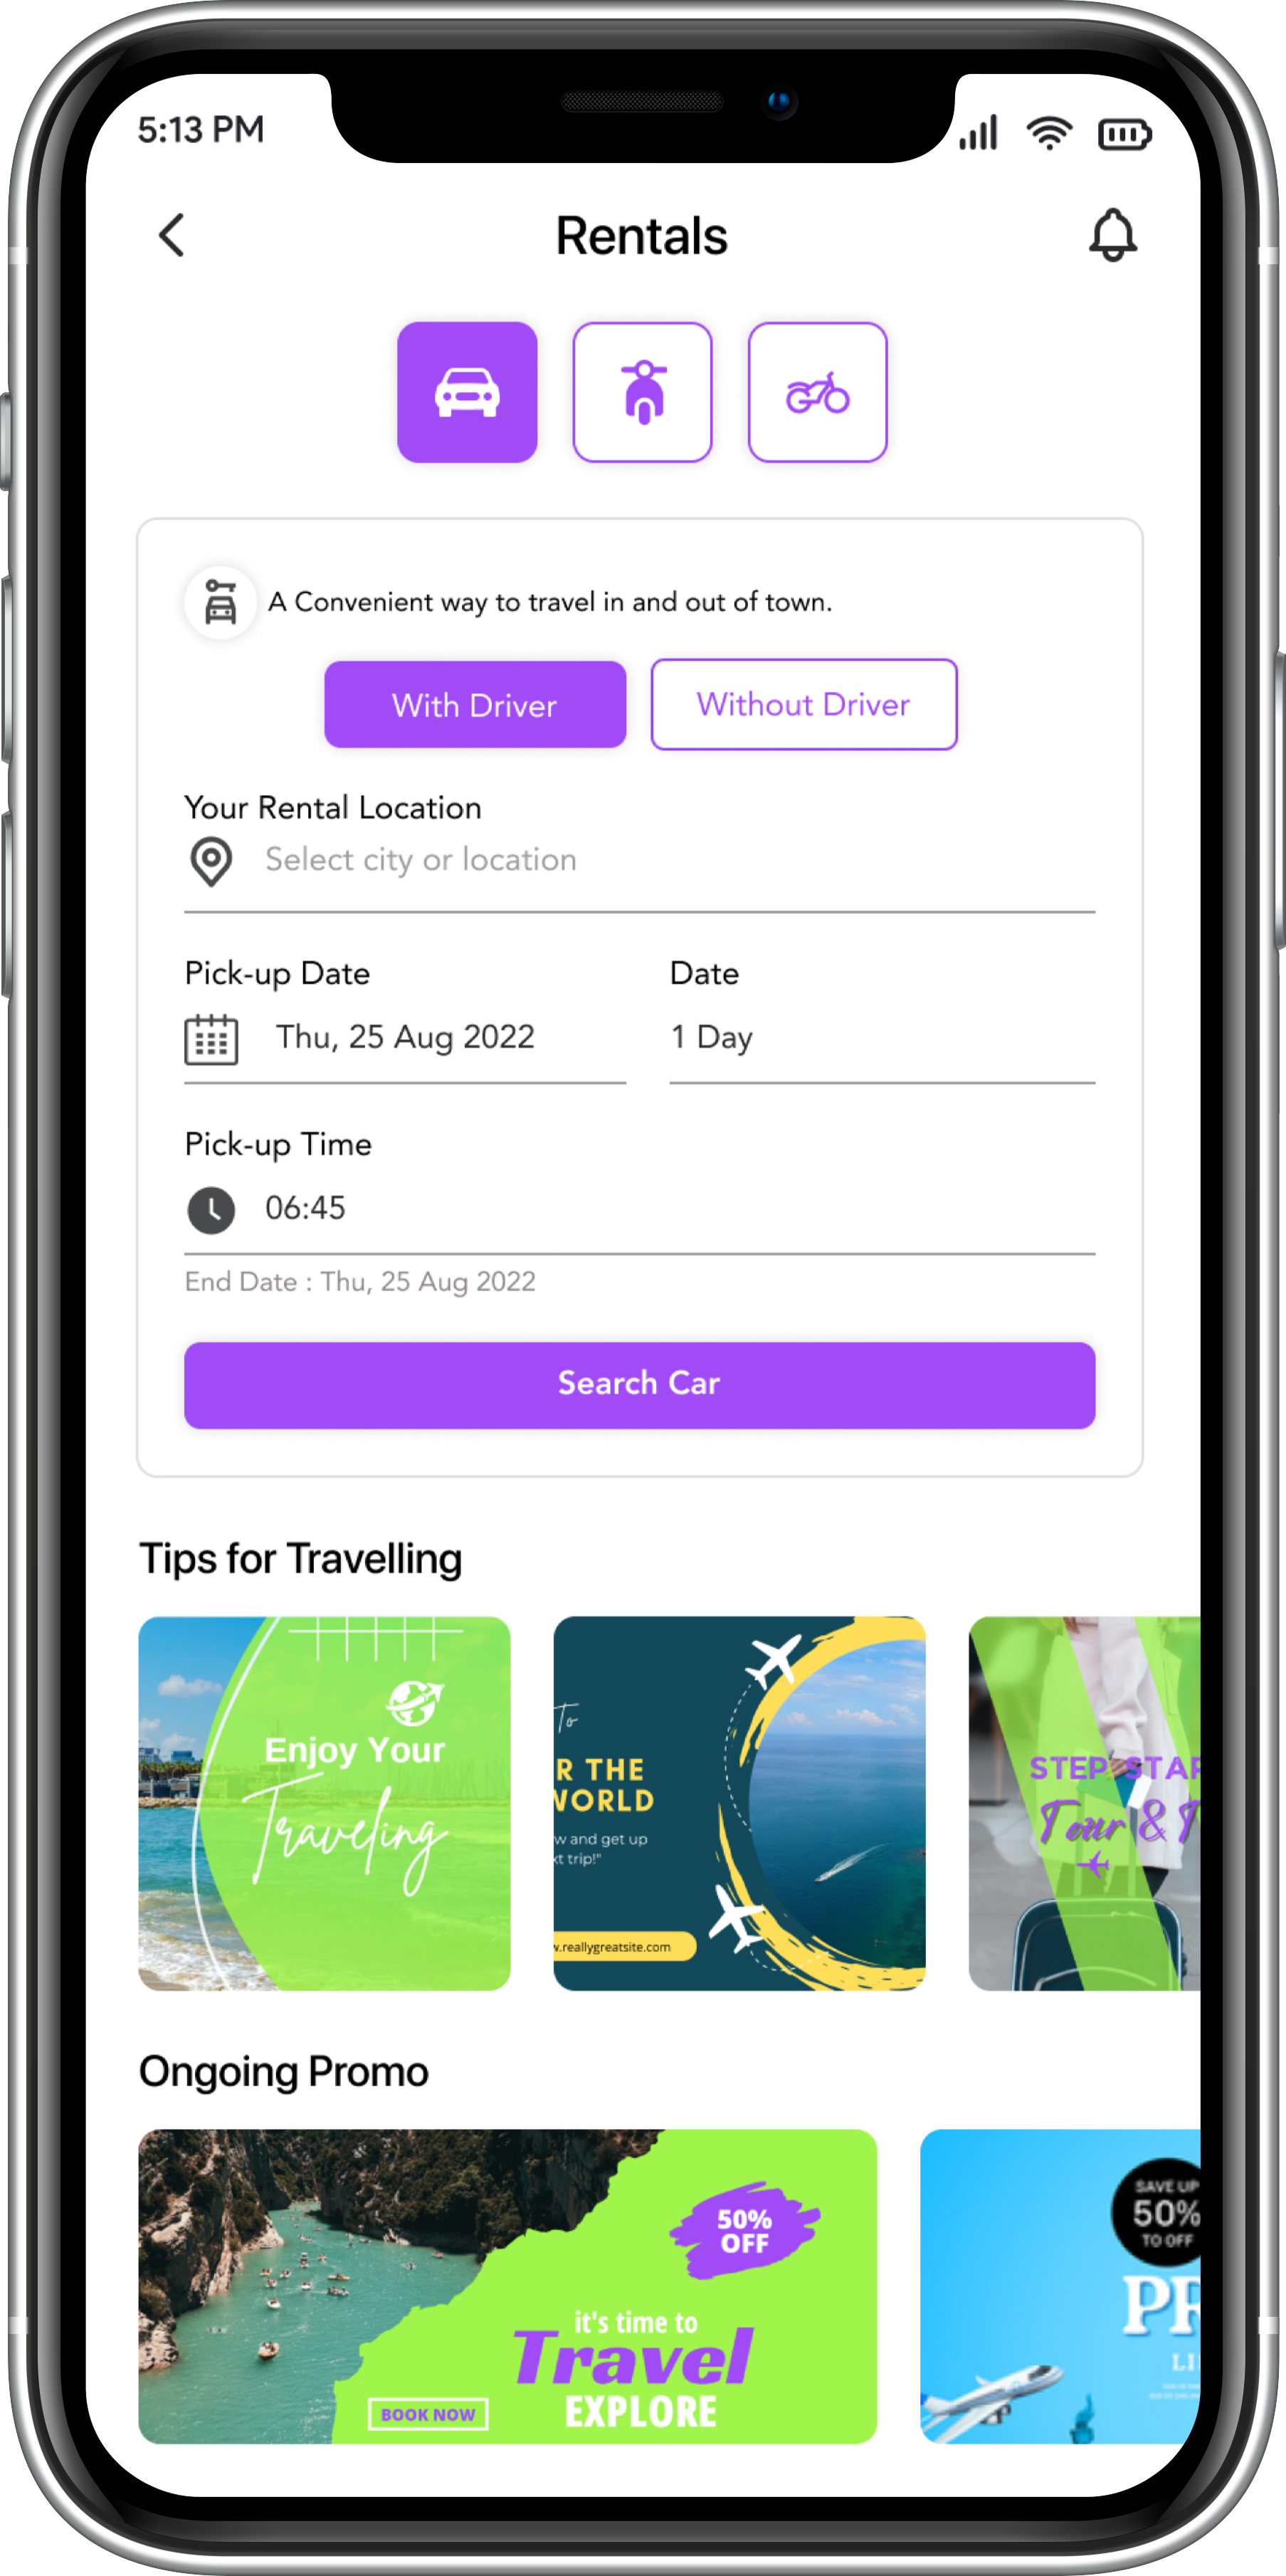 5:13 PM
Rentals
A Convenient way to travel in and out of town.
With Driver
Without Driver
Your Rental Location
Select city or location
Pick-up Date
Date
Thu, 25 Aug 2022
1 Day
Pick-up Time
06:45
End Date : Thu, 25 Aug 2022
Search Car
Tips for Travelling
Enjoy Your
Traveling
To
R THE
WORLD
w and get up
xt trip!"
w.reallygreatsite.com
STEP STAR
Tour &
Ongoing Promo
50%
OFF
it's time to
Travel
EXPLORE
BOOK NOW
SAVE UP
50%
TO OFF
PR
LI